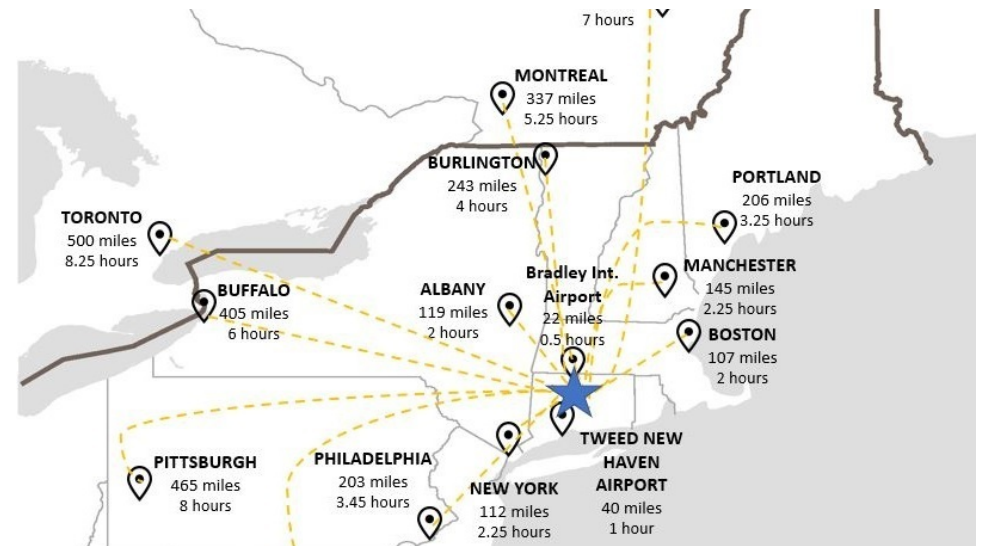 7 hours
MONTREAL
337 miles
5.25 hours
BURLINGTON
243 miles
4 hours
PORTLAND
206 miles
3.25 hours
TORONTO
500 miles
8.25 hours
MANCHESTER
145 miles
2.25 hours
Bradley Int.
Airport
22 miles
0.5 hours
BUFFALO
405 miles
6 hours
ALBANY
119 miles
2 hours
BOSTON
107 miles
2 hours
TWEED NEW
HAVEN
AIRPORT
40 miles
1 hour
PITTSBURGH
465 miles
8 hours
PHILADELPHIA
203 miles
3.45 hours
NEW YORK
112 miles
2.25 hours